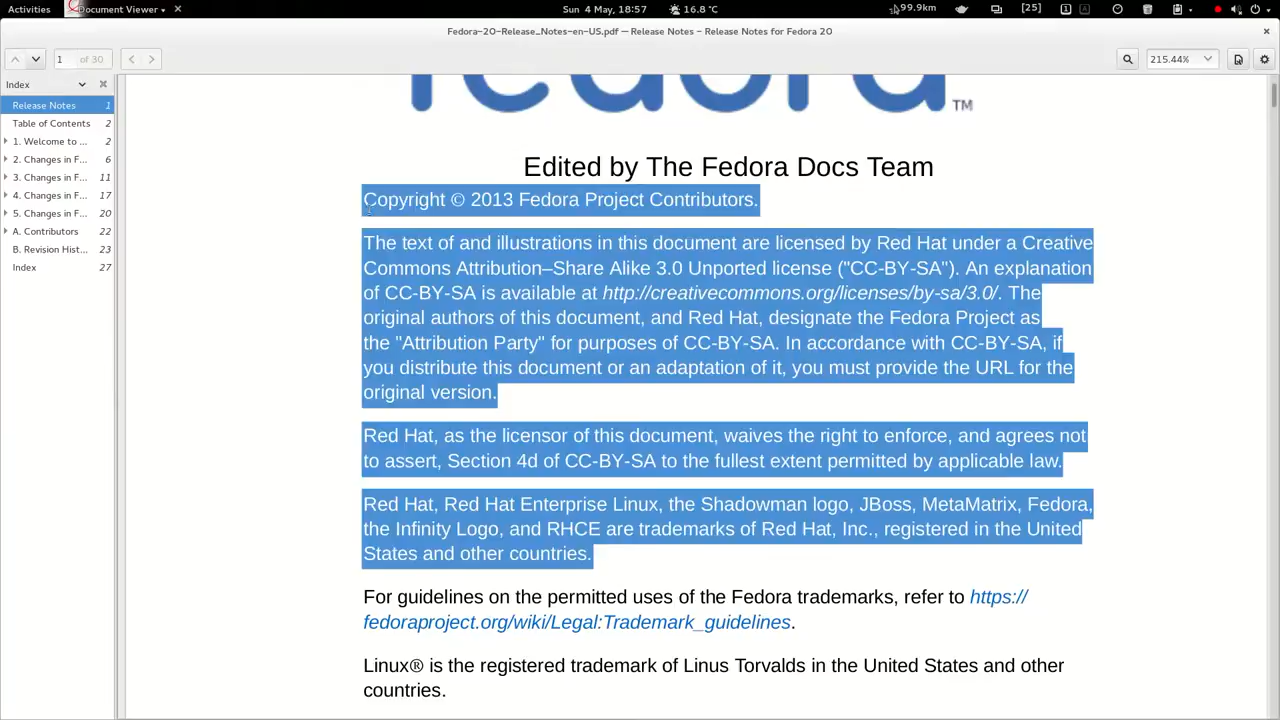 Activities Document Viewer Sun 4 May, 18:57 16.8 °C 99.9km [25] 1 A
Fedora-20-Release_Notes-en-US.pdf — Release Notes – Release Notes for Fedora 20
1 of 30 215.44%
Index
Release Notes 1
Table of Contents 2
1. Welcome to ... 2
2. Changes in F... 6
3. Changes in F... 11
4. Changes in F... 17
5. Changes in F... 20
A. Contributors 22
B. Revision Hist... 23
Index 27
fedora™
Edited by The Fedora Docs Team
Copyright © 2013 Fedora Project Contributors.
The text of and illustrations in this document are licensed by Red Hat under a Creative
Commons Attribution–Share Alike 3.0 Unported license ("CC-BY-SA"). An explanation
of CC-BY-SA is available at http://creativecommons.org/licenses/by-sa/3.0/. The
original authors of this document, and Red Hat, designate the Fedora Project as
the "Attribution Party" for purposes of CC-BY-SA. In accordance with CC-BY-SA, if
you distribute this document or an adaptation of it, you must provide the URL for the
original version.
Red Hat, as the licensor of this document, waives the right to enforce, and agrees not
to assert, Section 4d of CC-BY-SA to the fullest extent permitted by applicable law.
Red Hat, Red Hat Enterprise Linux, the Shadowman logo, JBoss, MetaMatrix, Fedora,
the Infinity Logo, and RHCE are trademarks of Red Hat, Inc., registered in the United
States and other countries.
For guidelines on the permitted uses of the Fedora trademarks, refer to https://
fedoraproject.org/wiki/Legal:Trademark_guidelines.
Linux® is the registered trademark of Linus Torvalds in the United States and other
countries.